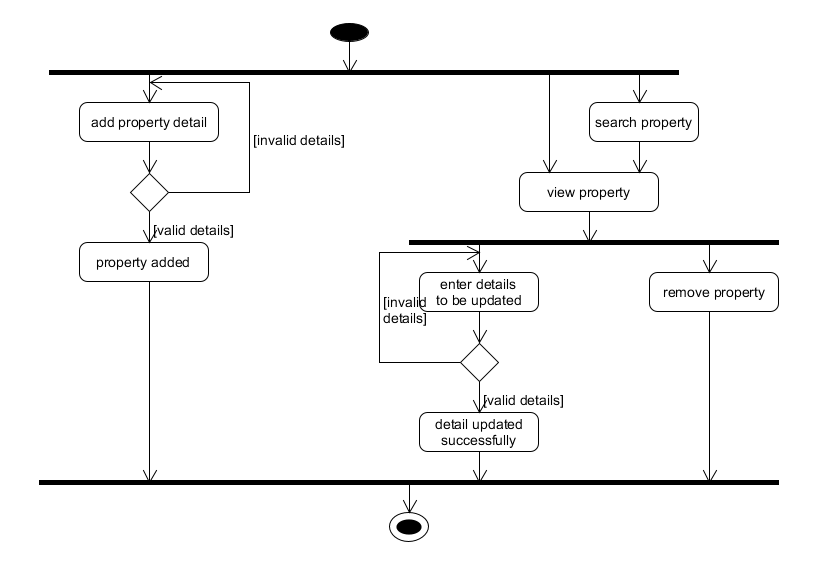 add property detail
search property
[invalid details]
view property
[valid details]
property added
enter details
to be updated
remove property
[invalid
details]
[valid details]
detail updated
successfully